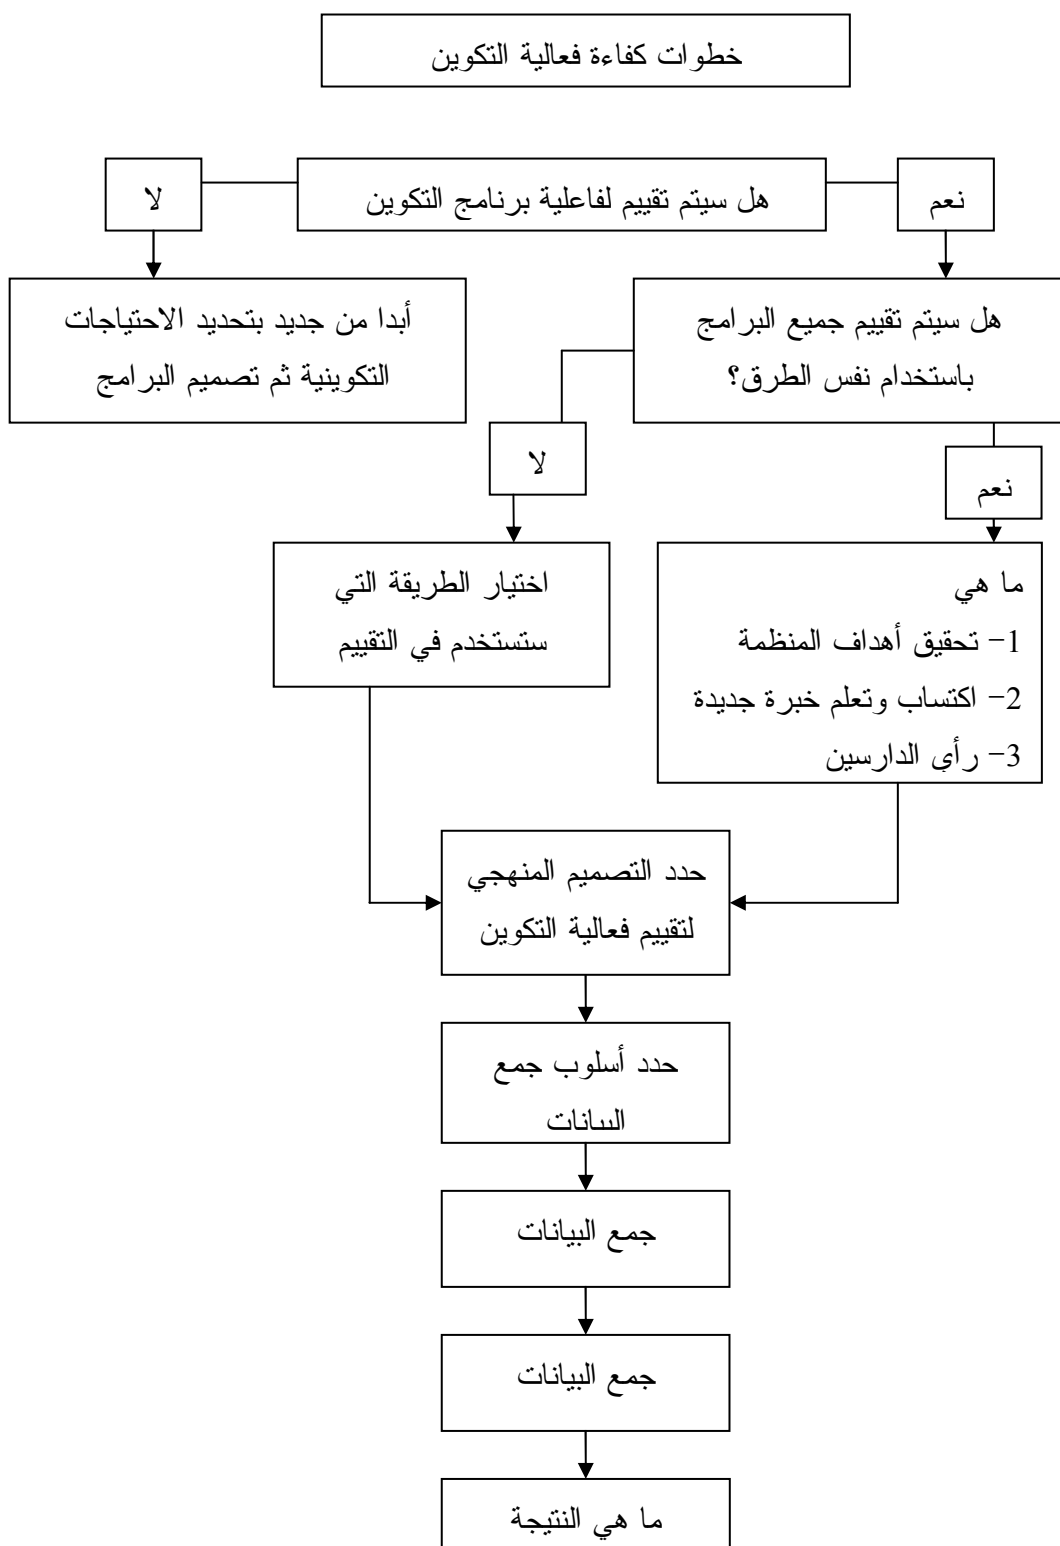 خطوات كفاءة فعالية التكوين
نعم
هل سيتم تقييم لفاعلية برنامج التكوين
لا
هل سيتم تقييم جميع البرامج
باستخدام نفس الطرق؟
أبدا من جديد بتحديد الاحتياجات
التكوينية ثم تصميم البرامج
نعم
لا
ما هي
1- تحقيق أهداف المنظمة
2- اكتساب وتعلم خبرة جديدة
3- رأي الدارسين
اختيار الطريقة التي
ستستخدم في التقييم
حدد التصميم المنهجي
لتقييم فعالية التكوين
حدد أسلوب جمع
البيانات
جمع البيانات
جمع البيانات
ما هي النتيجة